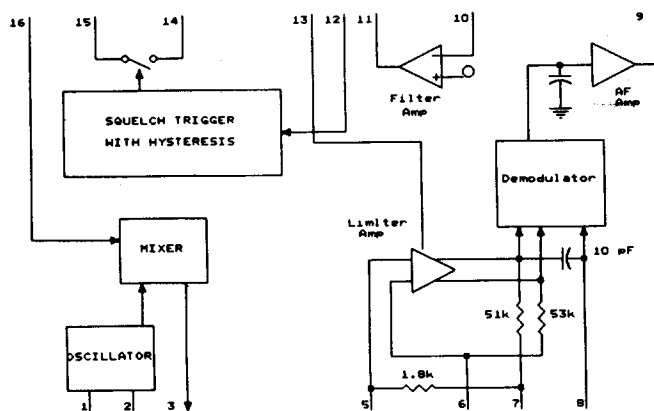 16 15 14 13 12 11 10 9
Filter
Amp
AF
Amp
SQUELCH TRIGGER
WITH HYSTERESIS
Demodulator
Limiter
Amp
MIXER
10 pF
51k 53k
OSCILLATOR
1.8k
1 2 3 5 6 7 8